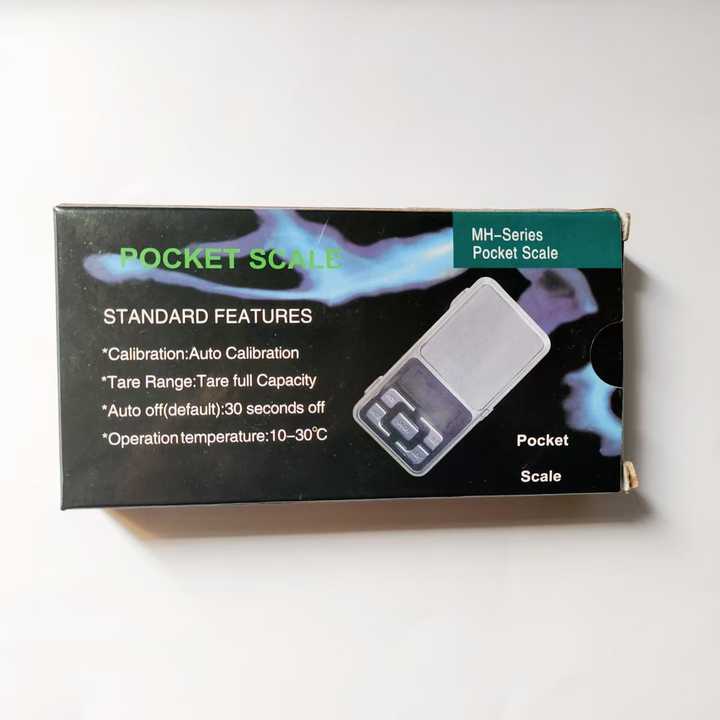 MH-Series
Pocket Scale
POCKET SCALE
STANDARD FEATURES
*Calibration:Auto Calibration
*Tare Range:Tare full Capacity
*Auto off(default):30 seconds off
*Operation temperature:10-30℃
Pocket
Scale